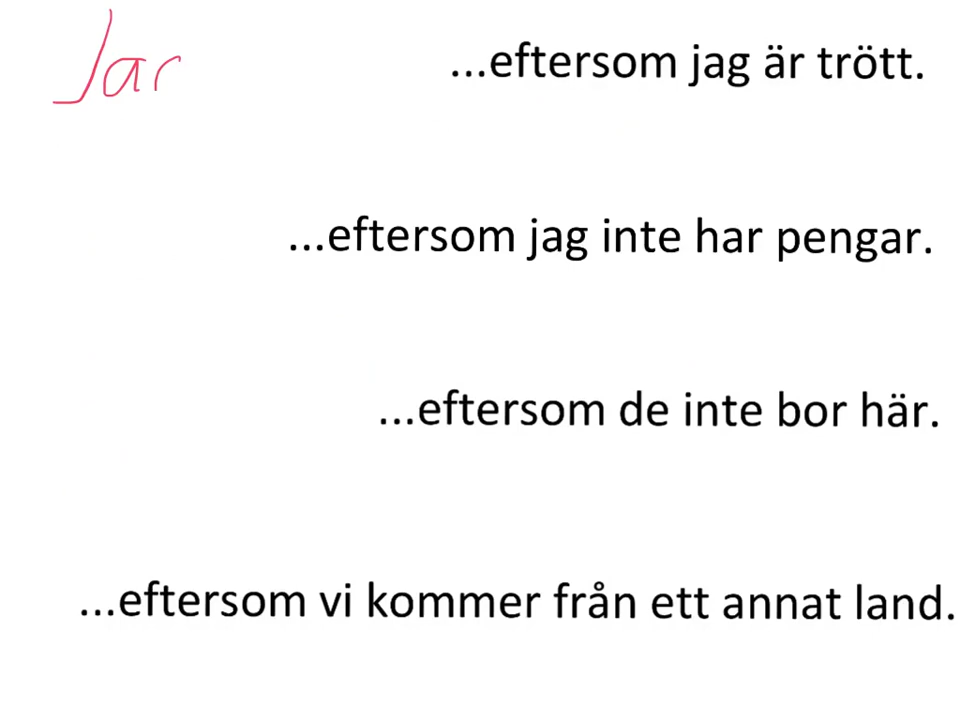 Jar ...eftersom jag är trött.
...eftersom jag inte har pengar.
...eftersom de inte bor här.
...eftersom vi kommer från ett annat land.